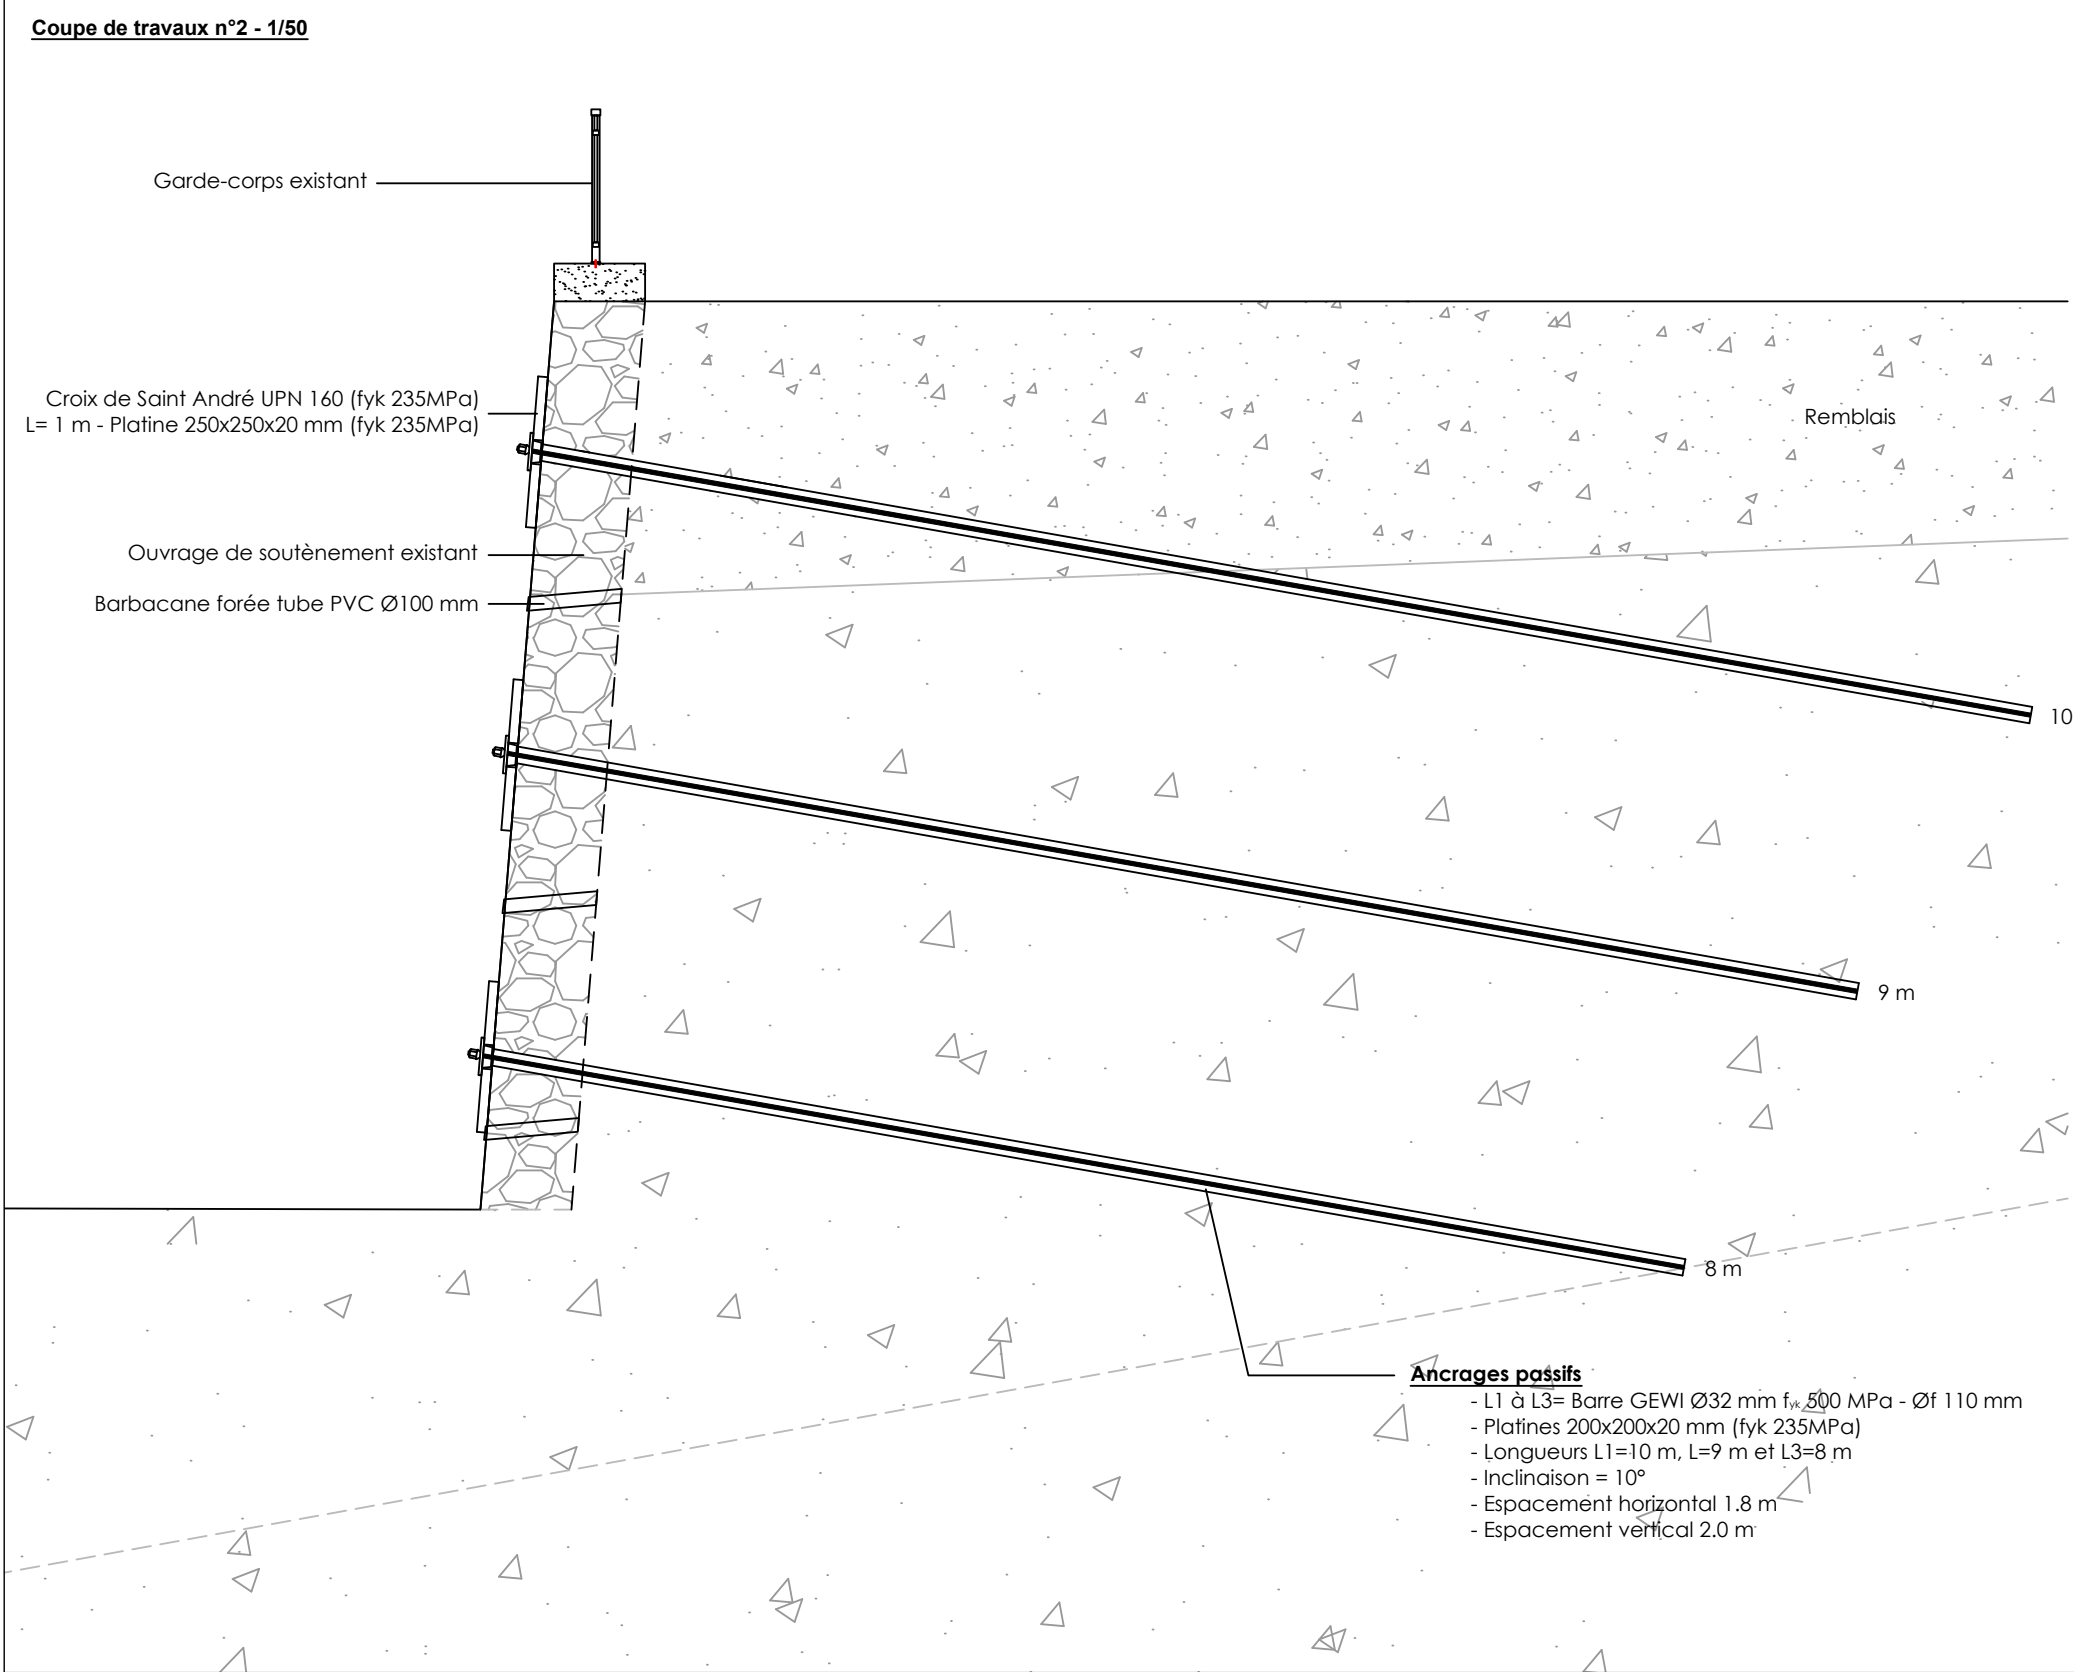 Coupe de travaux n°2 - 1/50
Garde-corps existant
Croix de Saint André UPN 160 (fyk 235MPa)
L= 1 m - Platine 250x250x20 mm (fyk 235MPa)
Remblais
Ouvrage de soutènement existant
Barbacane forée tube PVC Ø100 mm
10
9 m
8 m
Ancrages passifs
- L1 à L3= Barre GEWI Ø32 mm fyk 500 MPa - Øf 110 mm
- Platines 200x200x20 mm (fyk 235MPa)
- Longueurs L1=10 m, L=9 m et L3=8 m
- Inclinaison = 10°
- Espacement horizontal 1.8 m
- Espacement vertical 2.0 m